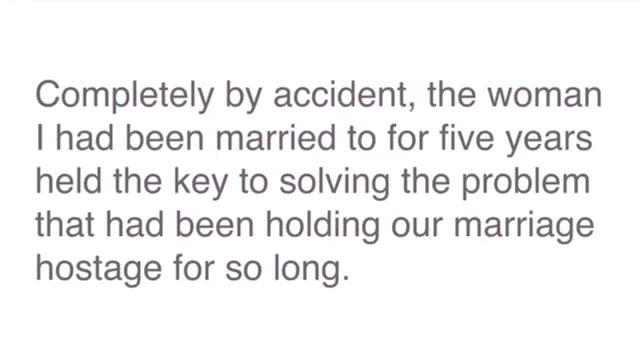 Completely by accident, the woman
I had been married to for five years
held the key to solving the problem
that had been holding our marriage
hostage for so long.